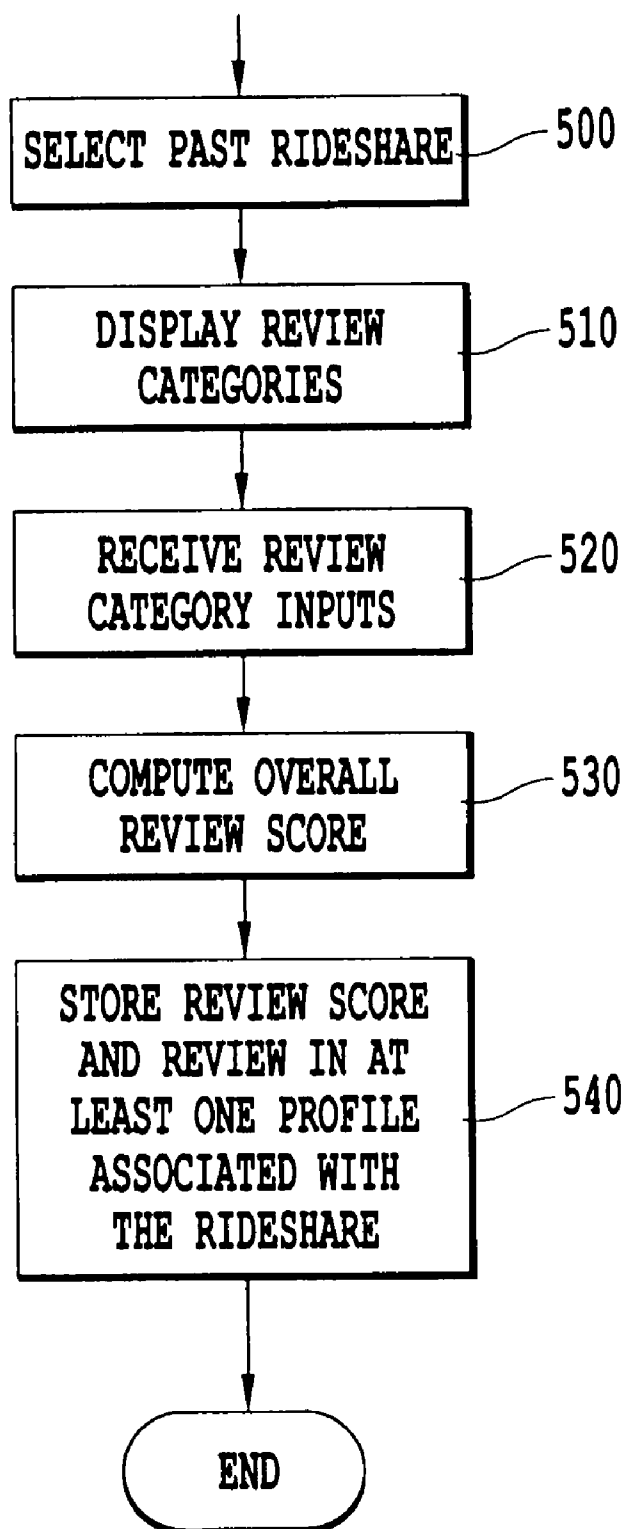 SELECT PAST RIDESHARE
500
DISPLAY REVIEW
CATEGORIES
510
RECEIVE REVIEW
CATEGORY INPUTS
520
COMPUTE OVERALL
REVIEW SCORE
530
STORE REVIEW SCORE
AND REVIEW IN AT
LEAST ONE PROFILE
ASSOCIATED WITH
THE RIDESHARE
540
END